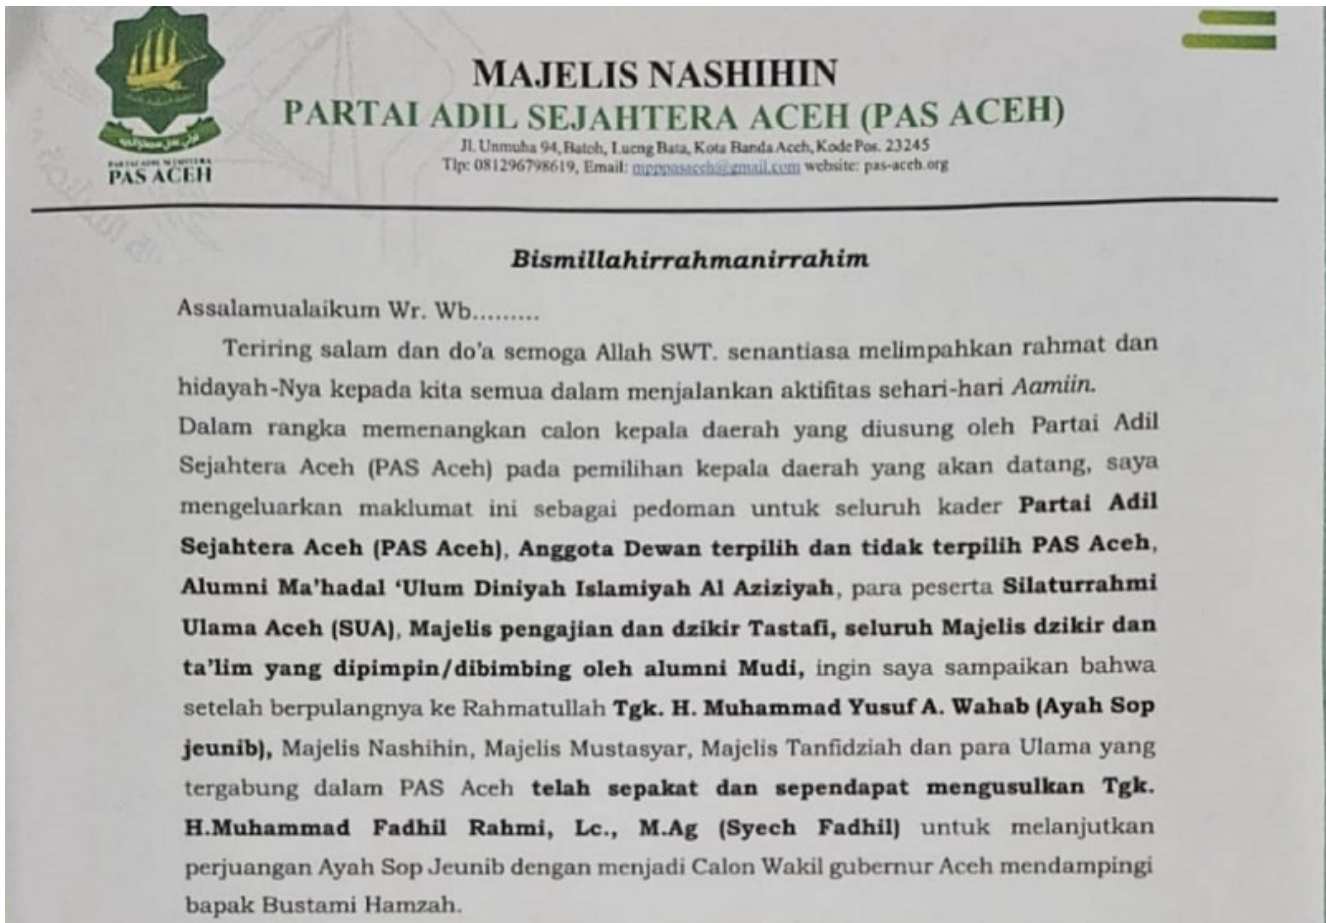 MAJELIS NASHIHIN
PARTAI ADIL SEJAHTERA ACEH (PAS ACEH)
Jl. Unmuha 94, Batoh, Lueng Bata, Kota Banda Aceh, Kode Pos. 23245
Tlp: 081296798619, Email: mpppasaceh@gmail.com website: pas-aceh.org
PARTAI ADIL SEJAHTERA
PAS ACEH
Bismillahirrahmanirrahim
Assalamualaikum Wr. Wb.........
Teriring salam dan do'a semoga Allah SWT. senantiasa melimpahkan rahmat dan
hidayah-Nya kepada kita semua dalam menjalankan aktifitas sehari-hari Aamiin.
Dalam rangka memenangkan calon kepala daerah yang diusung oleh Partai Adil
Sejahtera Aceh (PAS Aceh) pada pemilihan kepala daerah yang akan datang, saya
mengeluarkan maklumat ini sebagai pedoman untuk seluruh kader Partai Adil
Sejahtera Aceh (PAS Aceh), Anggota Dewan terpilih dan tidak terpilih PAS Aceh,
Alumni Ma'hadal 'Ulum Diniyah Islamiyah Al Aziziyah, para peserta Silaturrahmi
Ulama Aceh (SUA), Majelis pengajian dan dzikir Tastafi, seluruh Majelis dzikir dan
ta'lim yang dipimpin/dibimbing oleh alumni Mudi, ingin saya sampaikan bahwa
setelah berpulangnya ke Rahmatullah Tgk. H. Muhammad Yusuf A. Wahab (Ayah Sop
jeunib), Majelis Nashihin, Majelis Mustasyar, Majelis Tanfidziah dan para Ulama yang
tergabung dalam PAS Aceh telah sepakat dan sependapat mengusulkan Tgk.
H.Muhammad Fadhil Rahmi, Lc., M.Ag (Syech Fadhil) untuk melanjutkan
perjuangan Ayah Sop Jeunib dengan menjadi Calon Wakil gubernur Aceh mendampingi
bapak Bustami Hamzah.